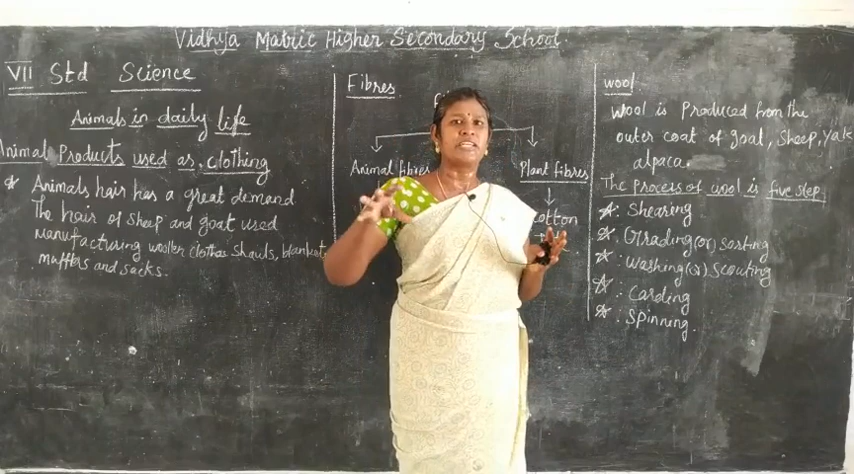 Vidhya Matric Higher Secondary School
VII Std Science
Animals in daily life
Animal Products used as clothing
Animals hair has a great demand
The hair of sheep and goat used
manufacturing woollen clothes shawls, blanket
mufflers and socks.
Fibres
Animal fibres
Plant fibres
cotton
wool
Wool is Produced from the
outer coat of goat, Sheep, Yak
alpaca.
The Process of wool is five step
Shearing
Grading (or) sorting
Washing (or) Scouting
Carding
Spinning